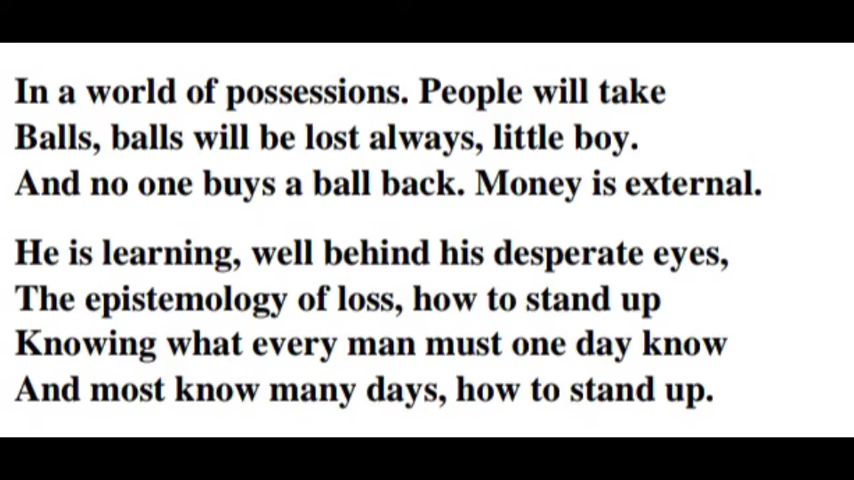 In a world of possessions. People will take
Balls, balls will be lost always, little boy.
And no one buys a ball back. Money is external.
He is learning, well behind his desperate eyes,
The epistemology of loss, how to stand up
Knowing what every man must one day know
And most know many days, how to stand up.